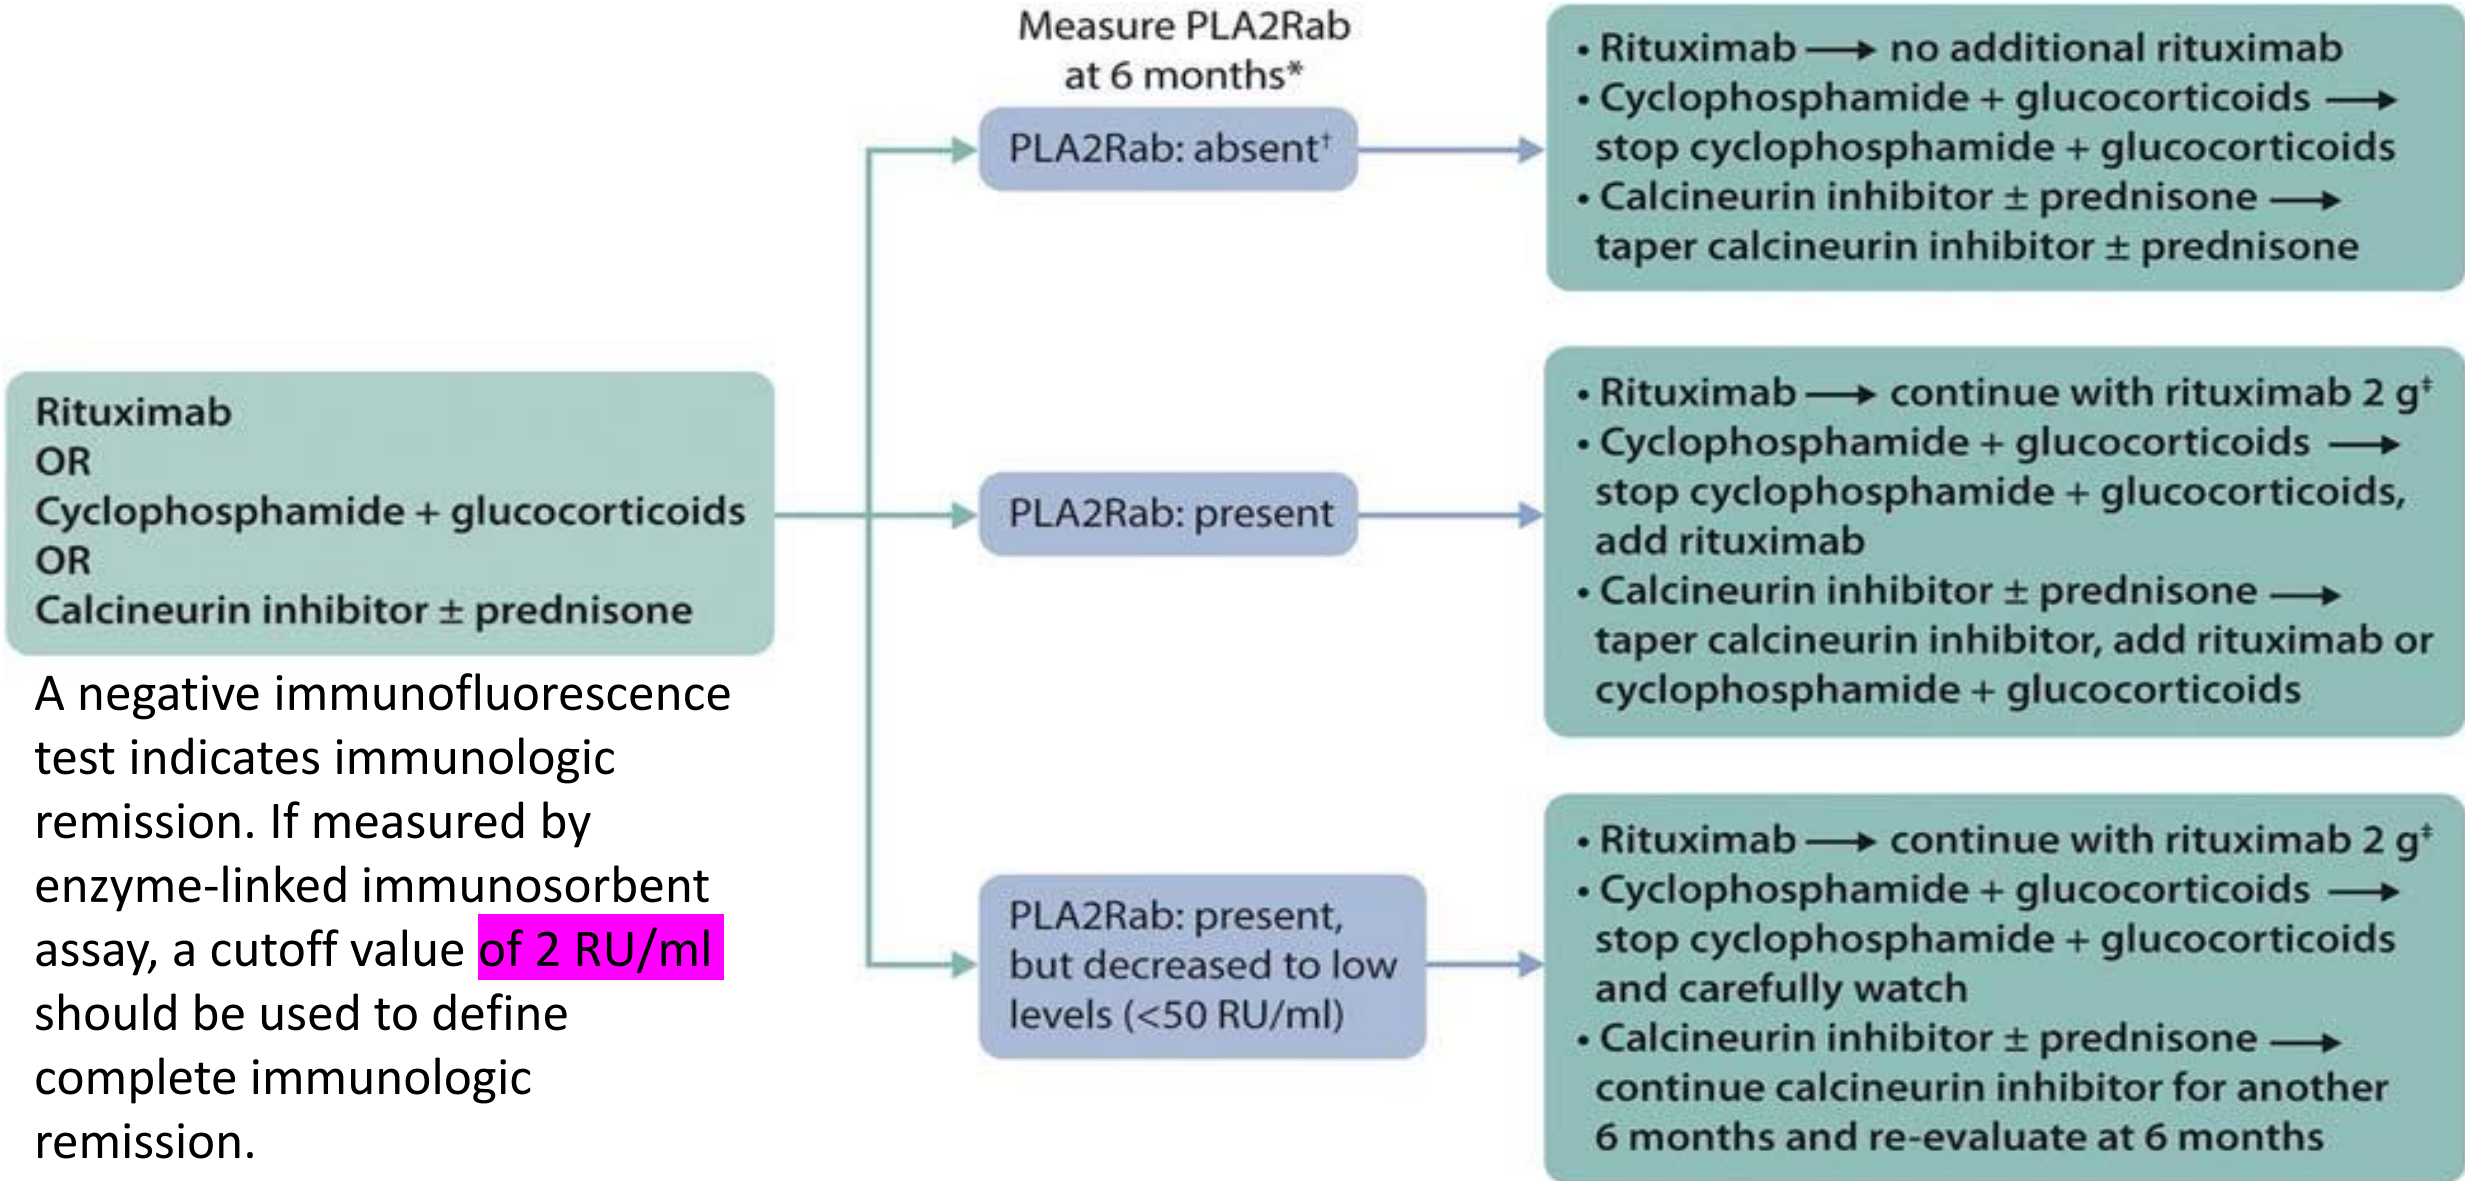 Measure PLA2Rab
at 6 months*
PLA2Rab: absent†
• Rituximab ⟶ no additional rituximab
• Cyclophosphamide + glucocorticoids ⟶
stop cyclophosphamide + glucocorticoids
• Calcineurin inhibitor ± prednisone ⟶
taper calcineurin inhibitor ± prednisone
Rituximab
OR
Cyclophosphamide + glucocorticoids
OR
Calcineurin inhibitor ± prednisone
PLA2Rab: present
• Rituximab ⟶ continue with rituximab 2 g‡
• Cyclophosphamide + glucocorticoids ⟶
stop cyclophosphamide + glucocorticoids,
add rituximab
• Calcineurin inhibitor ± prednisone ⟶
taper calcineurin inhibitor, add rituximab or
cyclophosphamide + glucocorticoids
A negative immunofluorescence
test indicates immunologic
remission. If measured by
enzyme-linked immunosorbent
assay, a cutoff value of 2 RU/ml
should be used to define
complete immunologic
remission.
PLA2Rab: present,
but decreased to low
levels (<50 RU/ml)
• Rituximab ⟶ continue with rituximab 2 g‡
• Cyclophosphamide + glucocorticoids ⟶
stop cyclophosphamide + glucocorticoids
and carefully watch
• Calcineurin inhibitor ± prednisone ⟶
continue calcineurin inhibitor for another
6 months and re-evaluate at 6 months